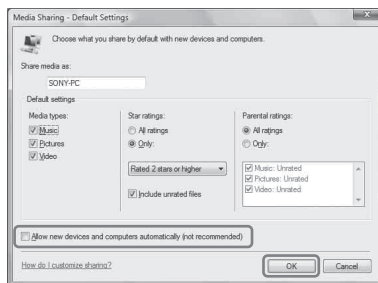 Media Sharing - Default Settings
Choose what you share by default with new devices and computers.
Share media as:
SONY-PC
Default settings
Media types:
Music
Pictures
Video
Star ratings:
All ratings
Only:
Rated 2 stars or higher
Include unrated files
Parental ratings:
All ratings
Only:
Music: Unrated
Pictures: Unrated
Video: Unrated
Allow new devices and computers automatically (not recommended)
How do I customize sharing?
OK Cancel